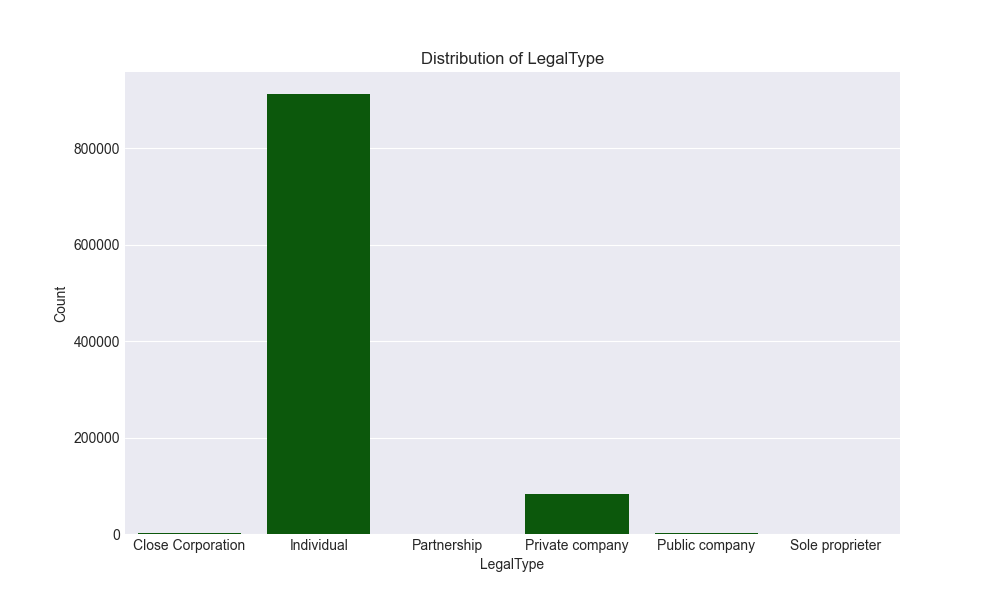 Distribution of LegalType
800000
600000
400000
200000
0
Count
Close Corporation Individual Partnership Private company Public company Sole proprieter
LegalType